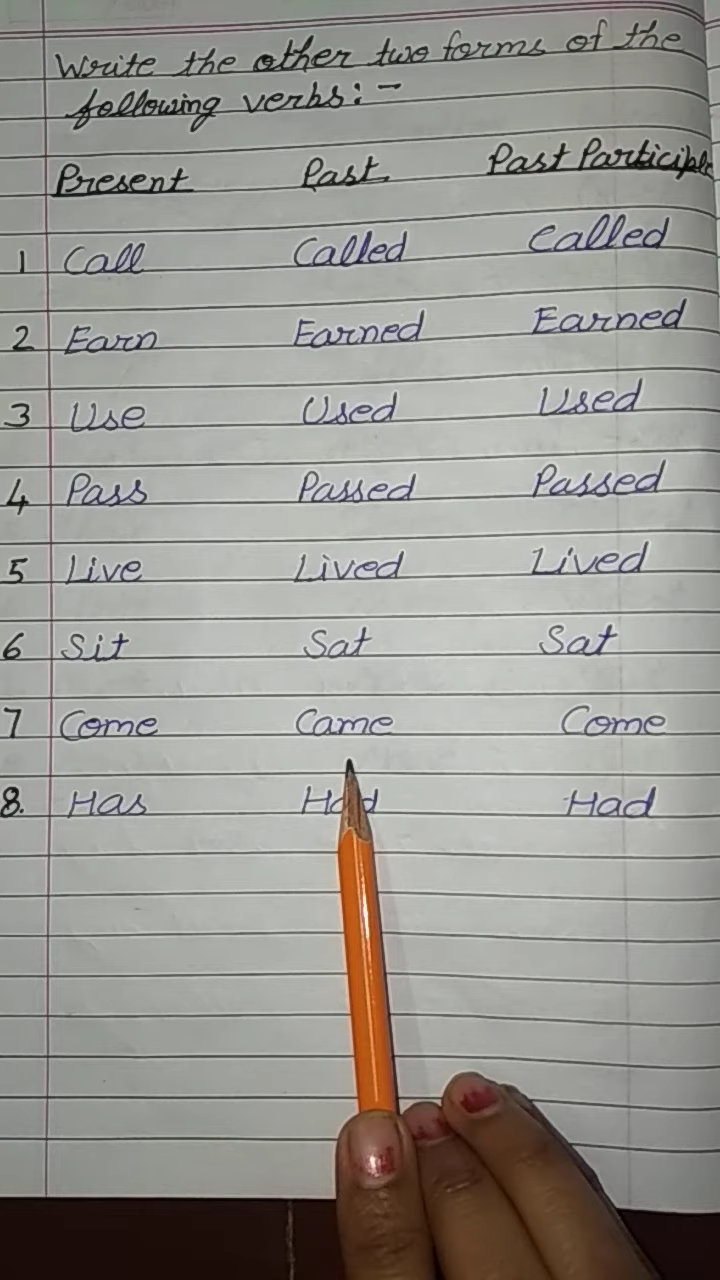 Write the other two forms of the
following verbs:-
Present Past Past Participle
1 Call Called Called
2 Earn Earned Earned
3 Use Used Used
4 Pass Passed Passed
5 Live Lived Lived
6 Sit Sat Sat
7 Come Came Come
8. Has Had Had